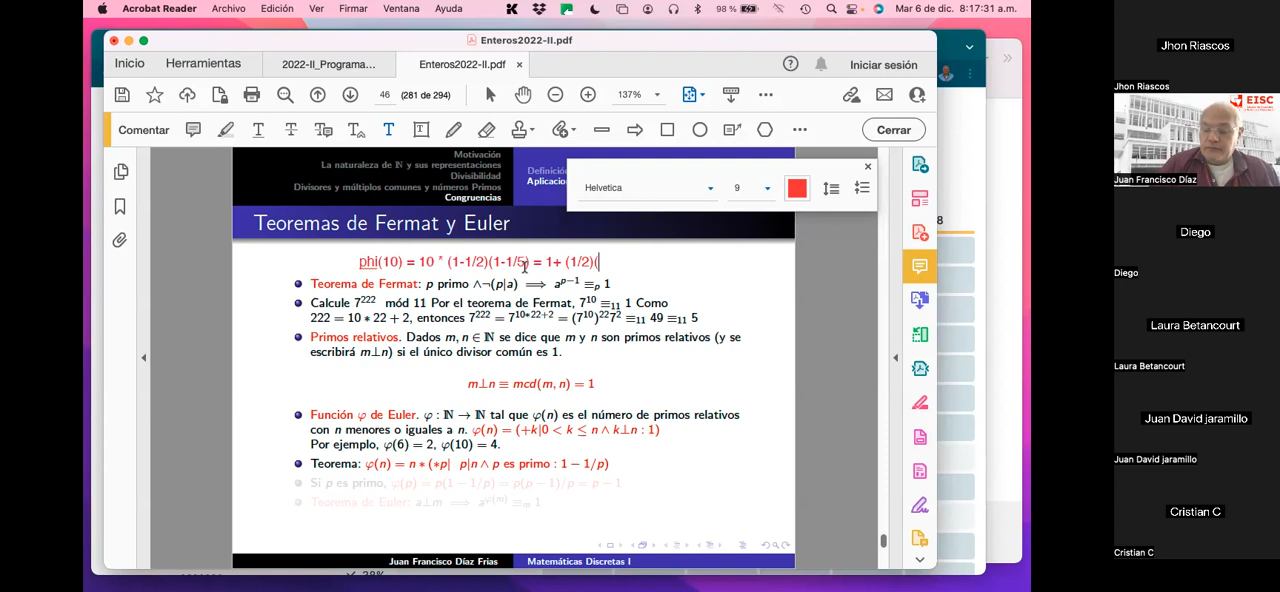 Acrobat Reader Archivo Edición Ver Firmar Ventana Ayuda 98 % Mar 6 de dic. 8:17:31 a.m.
Enteros2022-II.pdf
Inicio Herramientas 2022-II_Programa... Enteros2022-II.pdf × Iniciar sesión
46 (281 de 294) 137%
Comentar Cerrar
Motivación
La naturaleza de ℕ y sus representaciones
Divisibilidad
Divisores y múltiplos comunes y números Primos
Congruencias
Definició
Aplicacion
Helvetica 9
Teoremas de Fermat y Euler
phi(10) = 10 * (1-1/2)(1-1/5) = 1+ (1/2)(
Teorema de Fermat: p primo ∧¬(p|a) ⟹ a^{p−1} ≡_p 1
Calcule 7^{222} mód 11 Por el teorema de Fermat, 7^{10} ≡_{11} 1 Como
222 = 10 ∗ 22 + 2, entonces 7^{222} = 7^{10∗22+2} = (7^{10})^{22}7^2 ≡_{11} 49 ≡_{11} 5
Primos relativos. Dados m, n ∈ ℕ se dice que m y n son primos relativos (y se
escribirá m⊥n) si el único divisor común es 1.
m⊥n ≡ mcd(m, n) = 1
Función φ de Euler. φ : ℕ → ℕ tal que φ(n) es el número de primos relativos
con n menores o iguales a n. φ(n) = (+k|0 < k ≤ n ∧ k⊥n : 1)
Por ejemplo, φ(6) = 2, φ(10) = 4.
Teorema: φ(n) = n ∗ (∗p| p|n ∧ p es primo : 1 − 1/p)
Si p es primo, φ(p) = p(1 − 1/p) = p(p − 1)/p = p − 1
Teorema de Euler: a⊥m ⟹ a^{φ(m)} ≡_m 1
Juan Francisco Díaz Frias Matemáticas Discretas I
38%
8
Jhon Riascos
Jhon Riascos
EISC
Juan Francisco Díaz
Diego
Diego
Laura Betancourt
Laura Betancourt
Juan David jaramillo
Juan David jaramillo
Cristian C
Cristian C